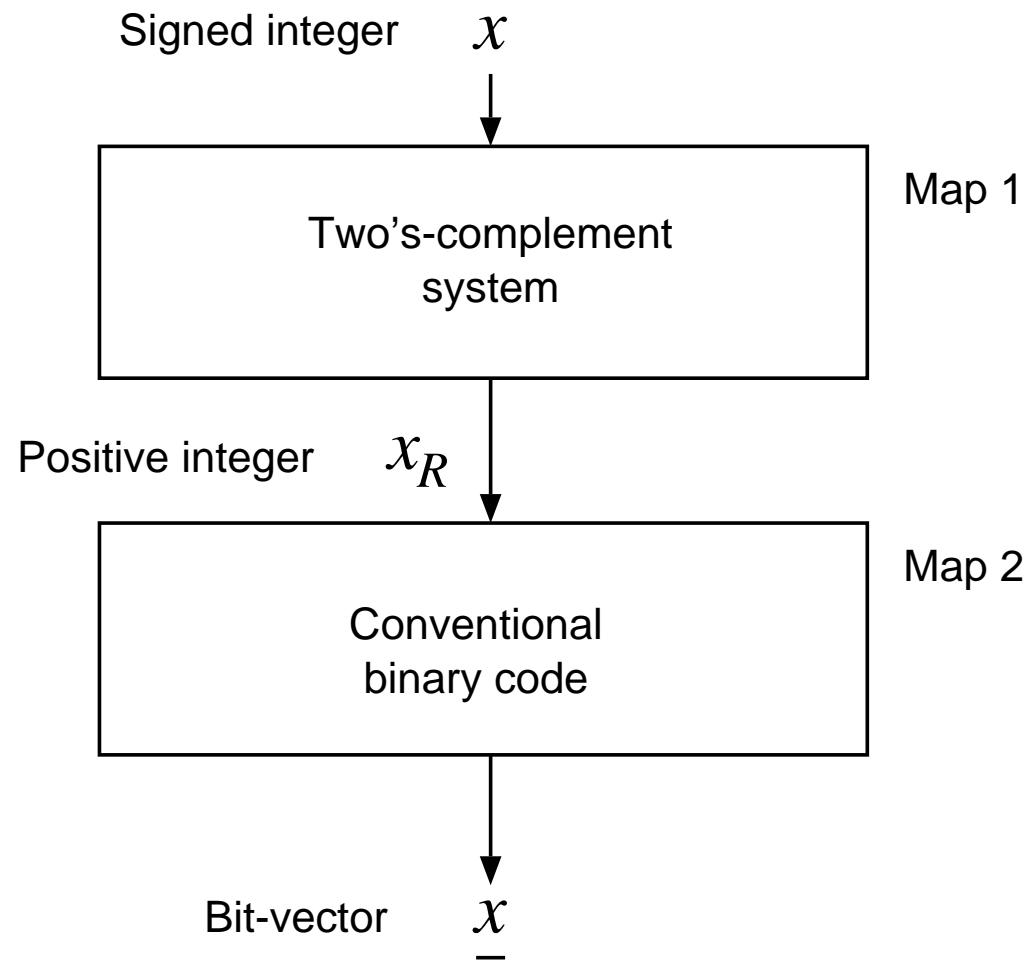 Signed integer x
Map 1
Two's-complement
system
Positive integer x_R
Map 2
Conventional
binary code
Bit-vector x